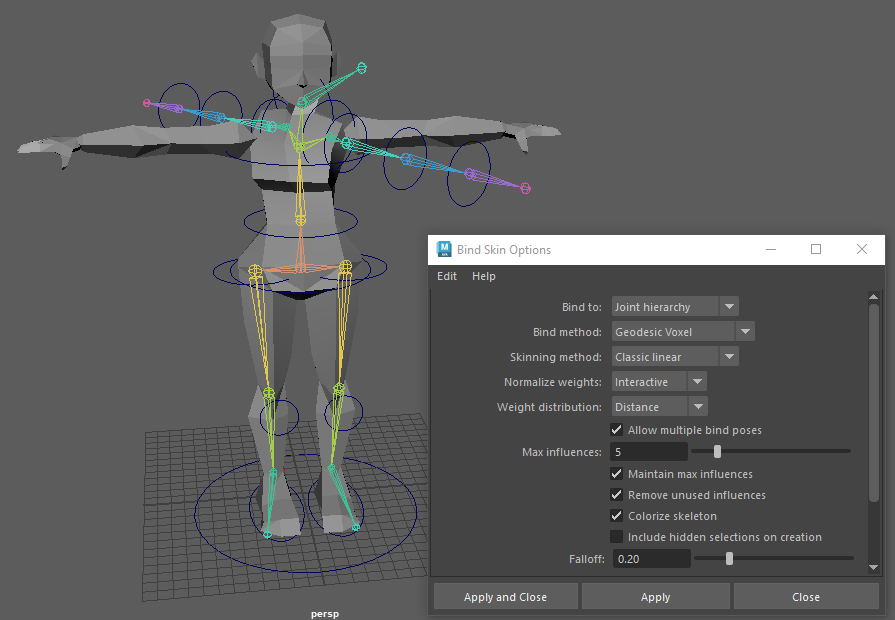 Bind Skin Options
Edit Help
Bind to: Joint hierarchy
Bind method: Geodesic Voxel
Skinning method: Classic linear
Normalize weights: Interactive
Weight distribution: Distance
Allow multiple bind poses
Max influences: 5
Maintain max influences
Remove unused influences
Colorize skeleton
Include hidden selections on creation
Falloff: 0.20
Apply and Close Apply Close
persp